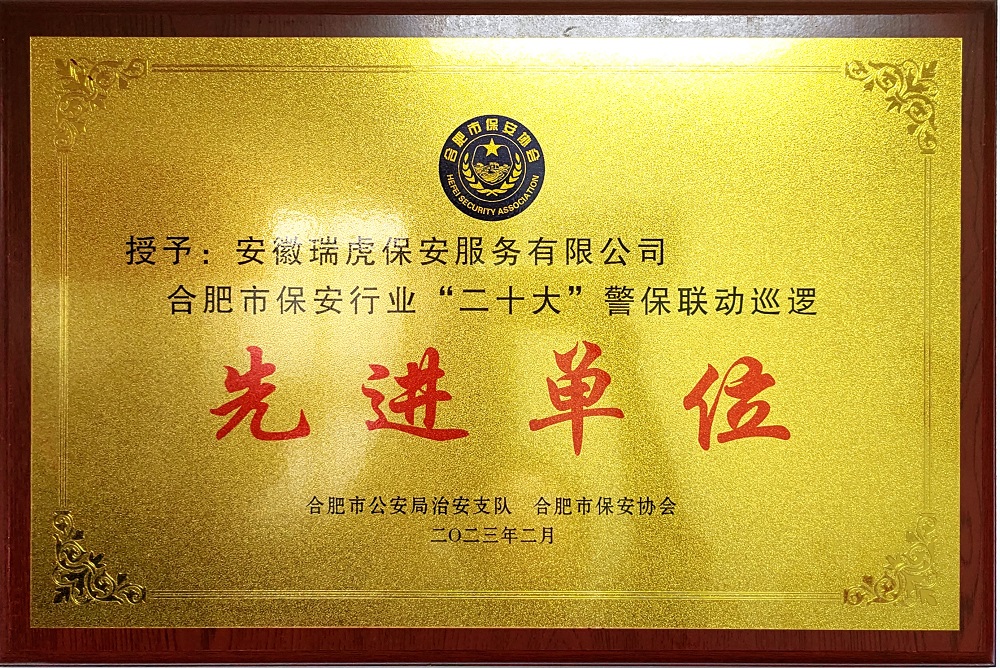 合肥市保安协会
HEFEI SECURITY ASSOCIATION
授予：安徽瑞虎保安服务有限公司
合肥市保安行业“二十大”警保联动巡逻
先进单位
合肥市公安局治安支队 合肥市保安协会
二〇二三年二月